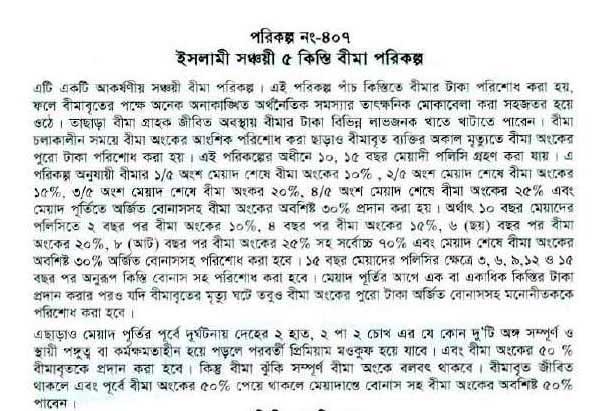 পরিকল্প নং-৪০৭
ইসলামী সঞ্চয়ী ৫ কিস্তি বীমা পরিকল্প
এটি একটি আকর্ষণীয় সঞ্চয়ী বীমা পরিকল্প । এই পরিকল্প পাঁচ কিস্তিতে বীমার টাকা পরিশোধ করা হয়,
ফলে বীমাবৃতের পক্ষে অনেক অনাকাঙ্খিত অর্থনৈতিক সমস্যার তাৎক্ষনিক মোকাবেলা করা সহজতর হয়ে
ওঠে । তাছাড়া বীমা গ্রাহক জীবিত অবস্থায় বীমার টাকা বিভিন্ন লাভজনক খাতে খাটাতে পারেন । বীমা
চলাকালীন সময়ে বীমা অংকের আংশিক পরিশোধ করা ছাড়াও বীমাবৃত ব্যক্তির অকাল মৃত্যুতে বীমা অংকের
পুরো টাকা পরিশোধ করা হয় । এই পরিকল্পের অধীনে ১০, ১৫ বছর মেয়াদী পলিসি গ্রহণ করা যায় । এ
পরিকল্প অনুযায়ী বীমার ১/৫ অংশ মেয়াদ শেষে বীমা অংকের ১০% , ২/৫ অংশ মেয়াদ শেষে বীমা অংকের
১৫%, ৩/৫ অংশ মেয়াদ শেষে বীমা অংকর ২০%, ৪/৫ অংশ মেয়াদ শেষে বীমা অংকের ২৫% এবং
মেয়াদ পূর্তিতে অর্জিত বোনাসসহ বীমা অংকের অবশিষ্ট ৩০% প্রদান করা হয় । অর্থাৎ ১০ বছর মেয়াদের
পলিসিতে ২ বছর পর বীমা অংকের ১০%, ৪ বছর পর বীমা অংকের ১৫%, ৬ (ছয়) বছর পর বীমা
অংকের ২০%, ৮ (আট) বছর পর বীমা অংকের ২৫% সহ সর্বোচ্চ ৭০% এবং মেয়াদ শেষে বীমা অংকের
অবশিষ্ট ৩০% অর্জিত বোনাসসহ পরিশোধ করা হবে । ১৫ বছর মেয়াদের পলিসির ক্ষেত্রে ৩, ৬, ৯,১২ ও ১৫
বছর পর অনুরূপ কিস্তি বোনাস সহ পরিশোধ করা হবে । মেয়াদ পূর্তির আগে এক বা একাধিক কিস্তির টাকা
প্রদান করার পরও যদি বীমাবৃতের মৃত্যু ঘটে তবুও বীমা অংকের পুরো টাকা অর্জিত বোনাসসহ মনোনীতককে
পরিশোধ করা হবে ।
এছাড়াও মেয়াদ পূর্তির পূর্বে দুর্ঘটনায় দেহের ২ হাত, ২ পা ২ চোখ এর যে কোন দু'টি অঙ্গ সম্পূর্ণ ও
স্থায়ী পঙ্গুত্ব বা কর্মক্ষমতাহীন হয়ে পড়লে পরবর্তী প্রিমিয়াম মওকুফ হয়ে যাবে । এবং বীমা অংকের ৫০ %
বীমাবৃতকে প্রদান করা হবে । কিন্তু বীমা ঝুঁকি সম্পূর্ণ বীমা অংকে বলবৎ থাকবে । বীমাবৃত জীবিত
থাকলে এবং পূর্বে বীমা অংকের ৫০% পেয়ে থাকলে মেয়াদান্তে বোনাস সহ বীমা অংকের অবশিষ্ট ৫০%
পাবেন ।